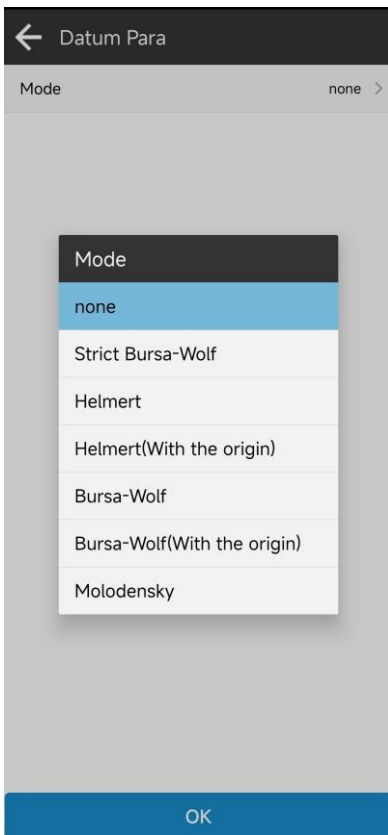 Datum Para
Mode none
Mode
none
Strict Bursa-Wolf
Helmert
Helmert(With the origin)
Bursa-Wolf
Bursa-Wolf(With the origin)
Molodensky
OK